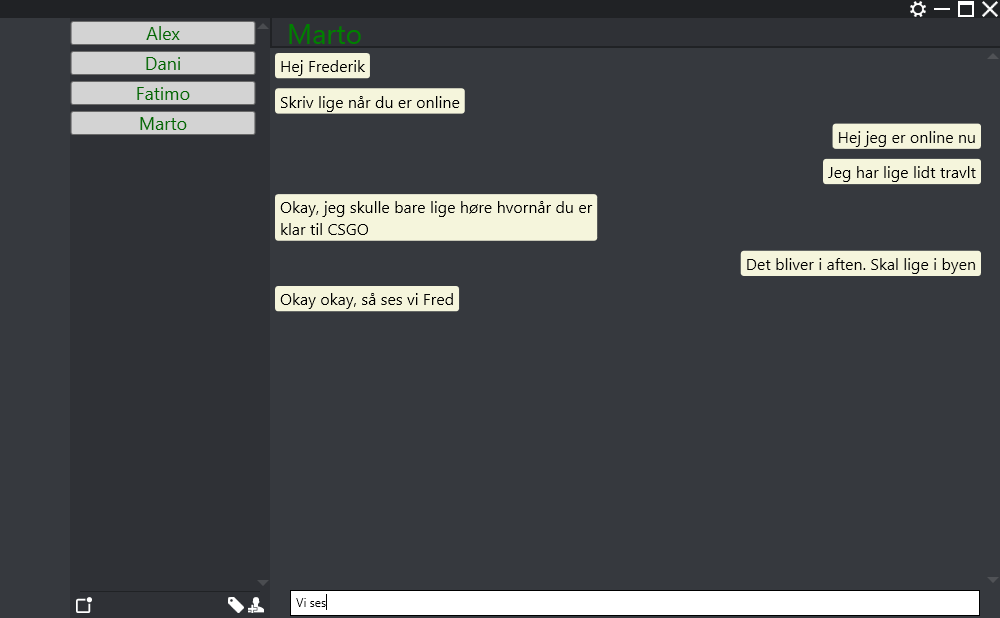 Alex
Dani
Fatimo
Marto
Marto
Hej Frederik
Skriv lige når du er online
Hej jeg er online nu
Jeg har lige lidt travlt
Okay, jeg skulle bare lige høre hvornår du er
klar til CSGO
Det bliver i aften. Skal lige i byen
Okay okay, så ses vi Fred
Vi ses